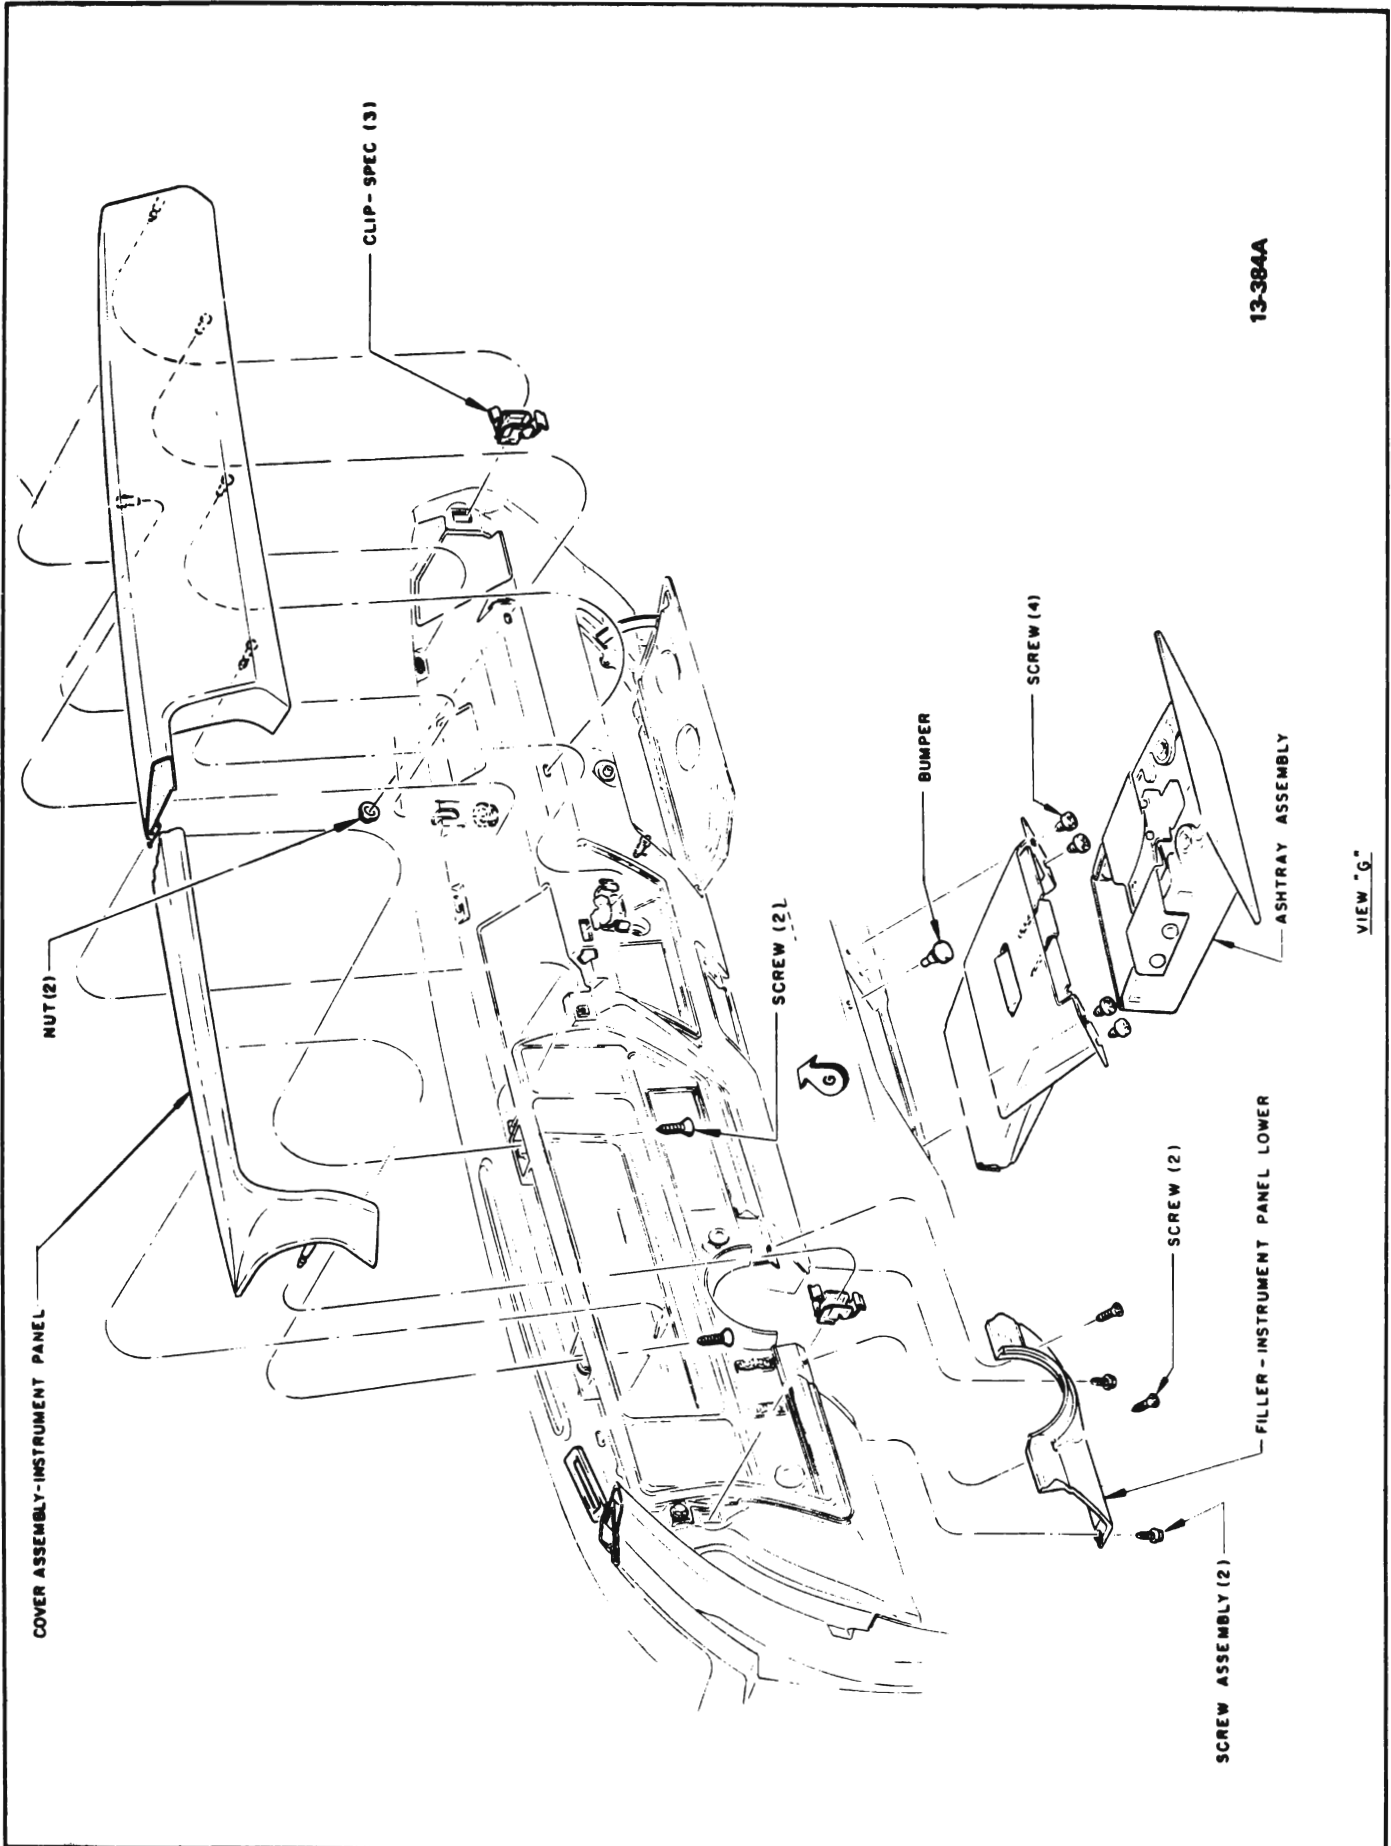 COVER ASSEMBLY-INSTRUMENT PANEL
NUT(2)
CLIP-SPEC (3)
SCREW (2)
G
BUMPER
SCREW (4)
ASHTRAY ASSEMBLY
FILLER-INSTRUMENT PANEL LOWER
SCREW (2)
SCREW ASSEMBLY (2)
VIEW "G"
13-384A